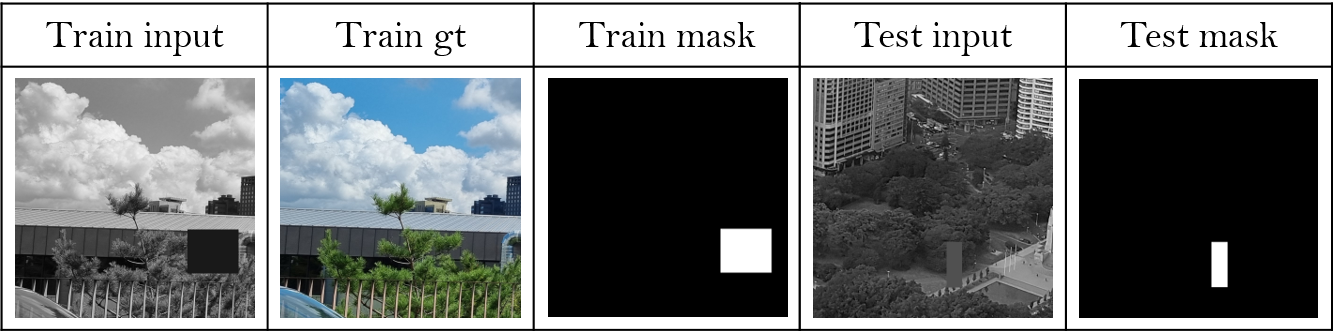 Train input
Train gt
Train mask
Test input
Test mask